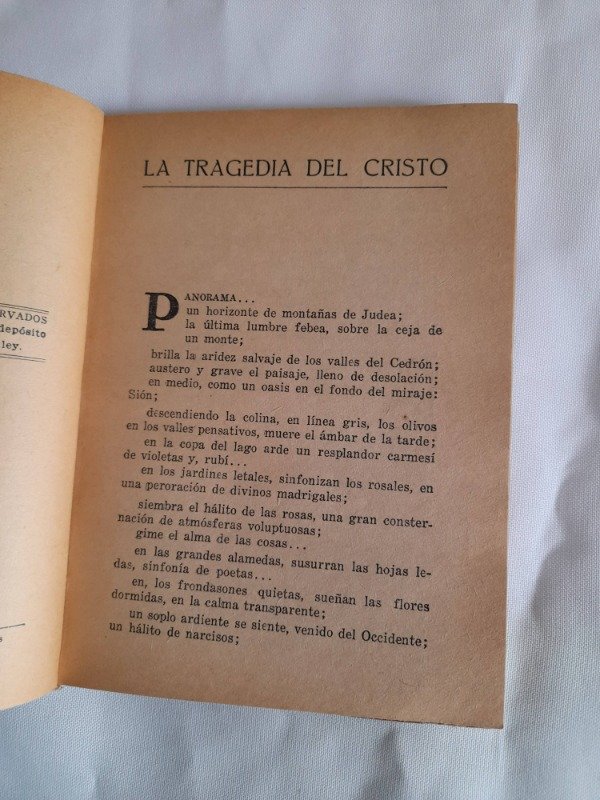 RVADOS
depósito
ley.
s
LA TRAGEDIA DEL CRISTO
PANORAMA...
un horizonte de montañas de Judea;
la última lumbre febea, sobre la ceja de
un monte;
brilla la aridez salvaje de los valles del Cedrón;
austero y grave el paisaje, lleno de desolación;
en medio, como un oasis en el fondo del miraje:
Sión;
descendiendo la colina, en línea gris, los olivos
en los valles pensativos, muere el ámbar de la tarde;
en la copa del lago arde un resplandor carmesí
de violetas y, rubí...
en los jardines letales, sinfonizan los rosales, en
una peroración de divinos madrigales;
siembra el hálito de las rosas, una gran conster-
nación de atmósferas voluptuosas;
gime el alma de las cosas...
en las grandes alamedas, susurran las hojas le-
das, sinfonía de poetas...
en, los frondasones quietas, sueñan las flores
dormidas, en la calma transparente;
un soplo ardiente se siente, venido del Occidente;
un hálito de narcisos;